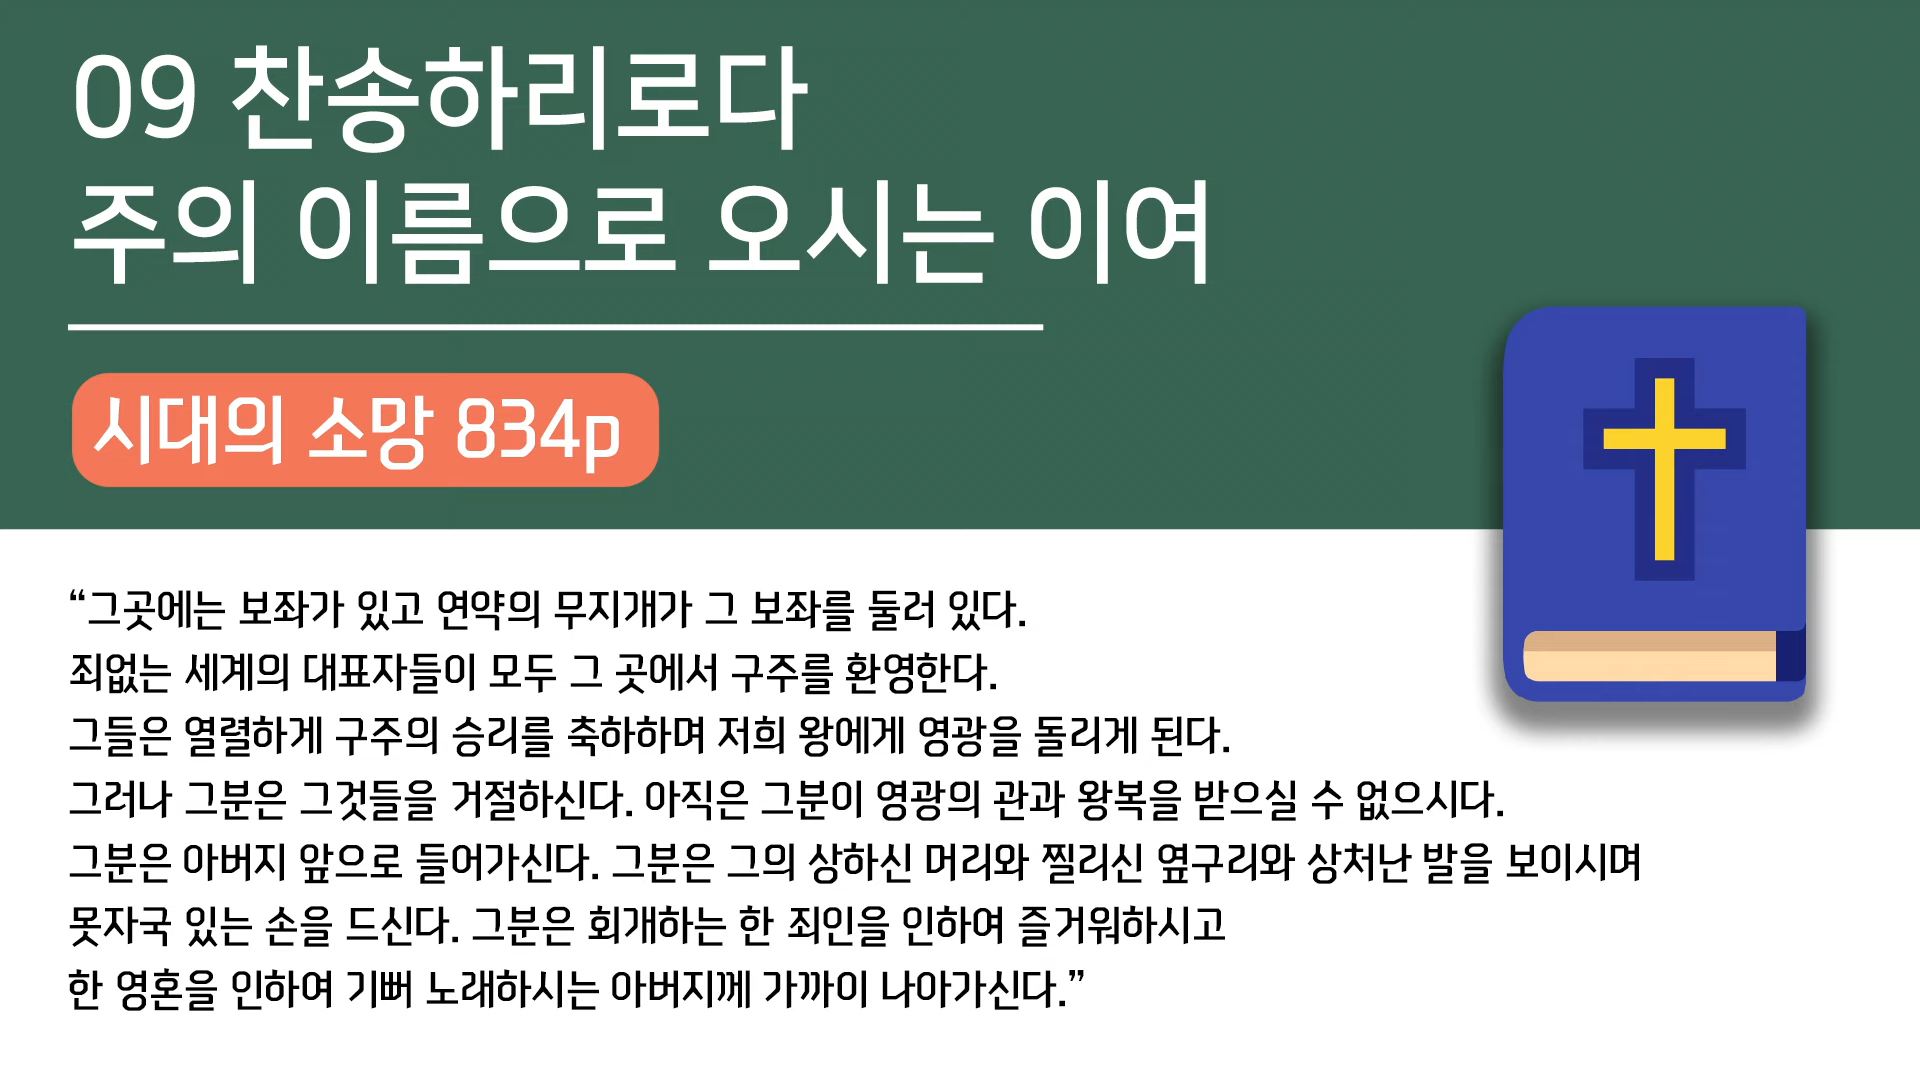 09 찬송하리로다
주의 이름으로 오시는 이여
시대의 소망 834p
“그곳에는 보좌가 있고 연약의 무지개가 그 보좌를 둘러 있다.
죄없는 세계의 대표자들이 모두 그 곳에서 구주를 환영한다.
그들은 열렬하게 구주의 승리를 축하하며 저희 왕에게 영광을 돌리게 된다.
그러나 그분은 그것들을 거절하신다. 아직은 그분이 영광의 관과 왕복을 받으실 수 없으시다.
그분은 아버지 앞으로 들어가신다. 그분은 그의 상하신 머리와 찔리신 옆구리와 상처난 발을 보이시며
못자국 있는 손을 드신다. 그분은 회개하는 한 죄인을 인하여 즐거워하시고
한 영혼을 인하여 기뻐 노래하시는 아버지께 가까이 나아가신다.”